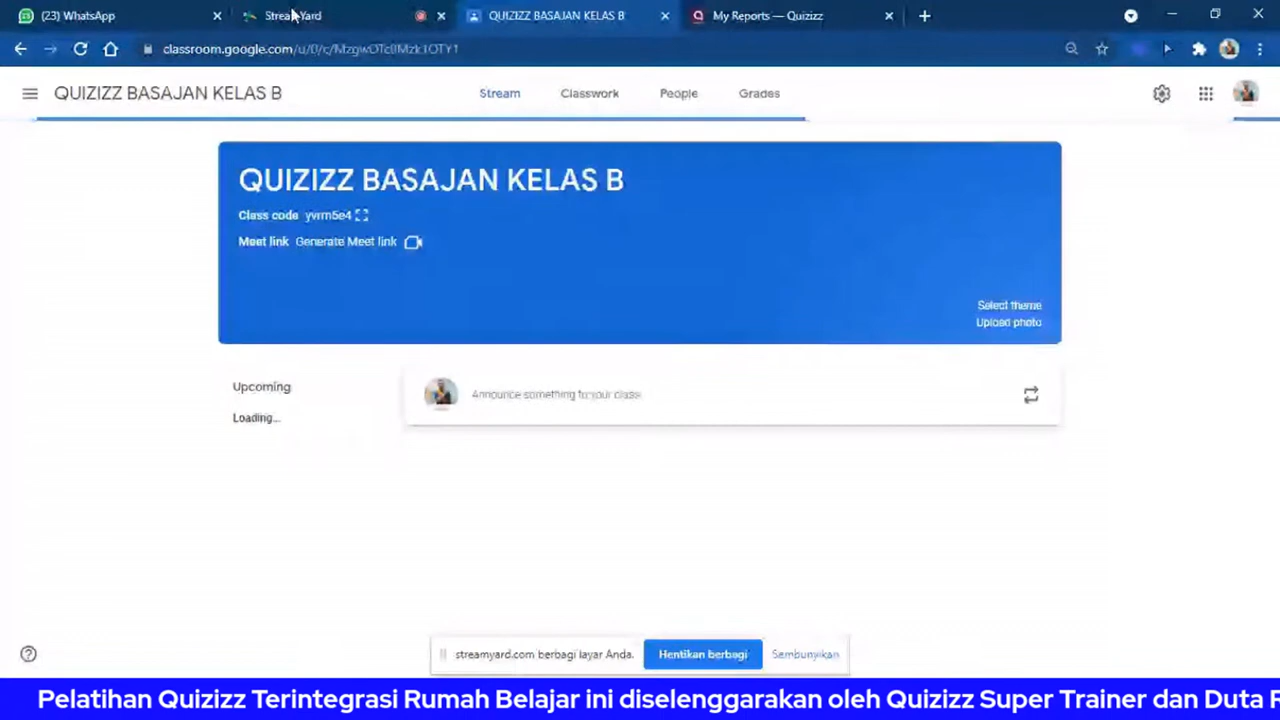 (23) WhatsApp
StreamYard
QUIZIZZ BASAJAN KELAS B
My Reports — Quizizz
classroom.google.com/u/0/c/MzgwOTc0Mzk1OTY1
QUIZIZZ BASAJAN KELAS B
Stream
Classwork
People
Grades
QUIZIZZ BASAJAN KELAS B
Class code yvrm5e4
Meet link Generate Meet link
Select theme
Upload photo
Upcoming
Announce something to your class
Loading...
streamyard.com berbagi layar Anda.
Hentikan berbagi
Sembunyikan
Pelatihan Quizizz Terintegrasi Rumah Belajar ini diselenggarakan oleh Quizizz Super Trainer dan Duta